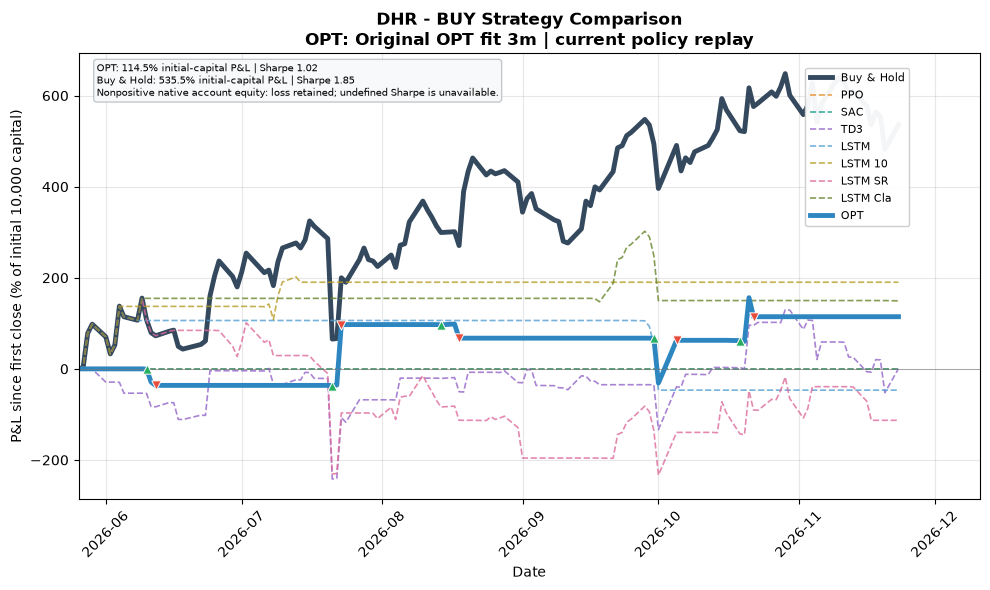 DHR - BUY Strategy Comparison
OPT: Original OPT fit 3m | current policy replay
OPT: 114.5% initial-capital P&L | Sharpe 1.02
Buy & Hold: 535.5% initial-capital P&L | Sharpe 1.85
Nonpositive native account equity: loss retained; undefined Sharpe is unavailable.
Buy & Hold
PPO
SAC
TD3
LSTM
LSTM 10
LSTM SR
LSTM Cla
OPT
P&L since first close (% of initial 10,000 capital)
600
400
200
0
−200
2026-06
2026-07
2026-08
2026-09
2026-10
2026-11
2026-12
Date